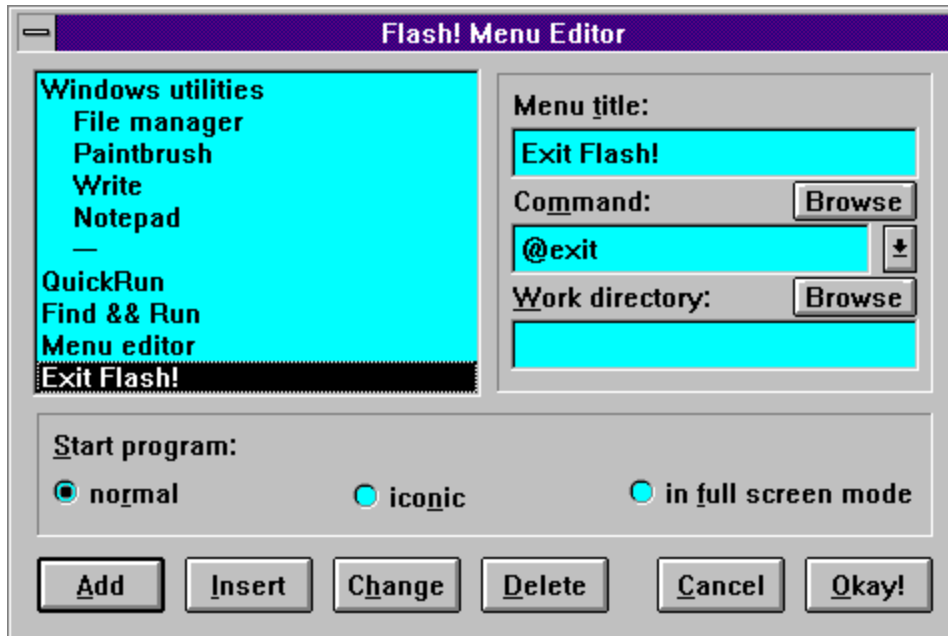 Flash! Menu Editor
Windows utilities
File manager
Paintbrush
Write
Notepad
—
QuickRun
Find && Run
Menu editor
Exit Flash!
Menu title:
Exit Flash!
Command:
Browse
@exit
Work directory:
Browse
Start program:
normal
iconic
in full screen mode
Add
Insert
Change
Delete
Cancel
Okay!